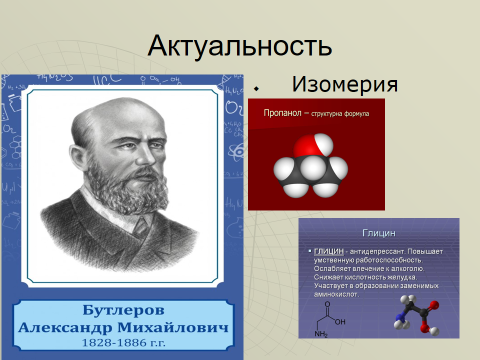 Актуальность
Изомерия
Пропанол – структурна формула
Глицин
ГЛИЦИН - антидепрессант. Повышает
умственную работоспособность.
Ослабляет влечение к алкоголю.
Снижает кислотность желудка.
Участвует в образовании заменимых
аминокислот.
O
OH
NH2
Бутлеров
Александр Михайлович
1828-1886 г.г.